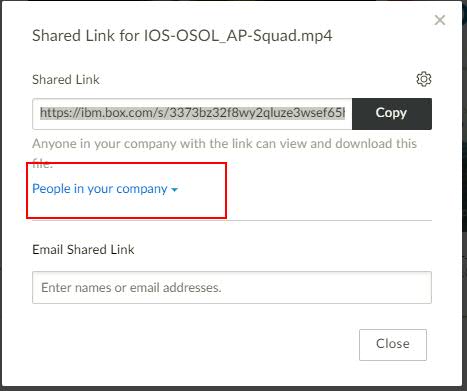 Shared Link for IOS-OSOL_AP-Squad.mp4
Shared Link
https://ibm.box.com/s/3373bz32f8wy2qluze3wsef65 Copy
Anyone in your company with the link can view and download this
file.
People in your company
Email Shared Link
Enter names or email addresses.
Close